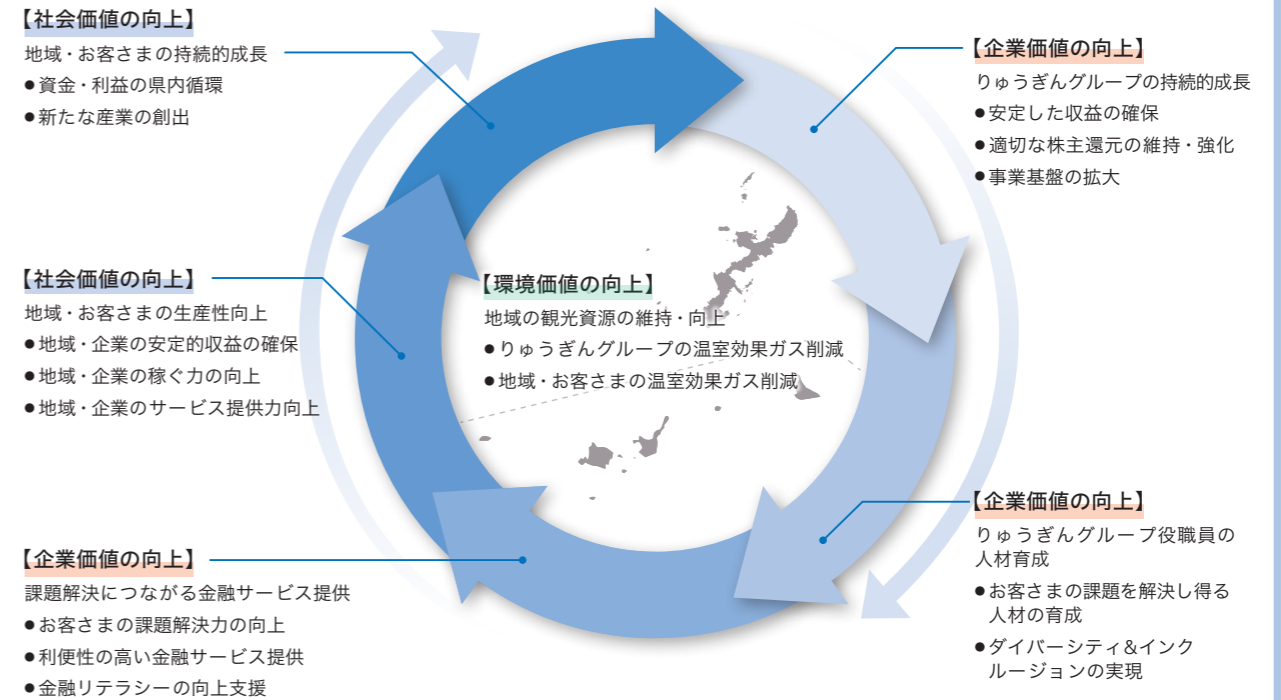 【社会価値の向上】
地域・お客さまの持続的成長
●資金・利益の県内循環
●新たな産業の創出
【企業価値の向上】
りゅうぎんグループの持続的成長
●安定した収益の確保
●適切な株主還元の維持・強化
●事業基盤の拡大
【社会価値の向上】
地域・お客さまの生産性向上
●地域・企業の安定的収益の確保
●地域・企業の稼ぐ力の向上
●地域・企業のサービス提供力向上
【環境価値の向上】
地域の観光資源の維持・向上
●りゅうぎんグループの温室効果ガス削減
●地域・お客さまの温室効果ガス削減
【企業価値の向上】
りゅうぎんグループ役職員の
人材育成
●お客さまの課題を解決し得る
人材の育成
●ダイバーシティ&インク
ルージョンの実現
【企業価値の向上】
課題解決につながる金融サービス提供
●お客さまの課題解決力の向上
●利便性の高い金融サービス提供
●金融リテラシーの向上支援